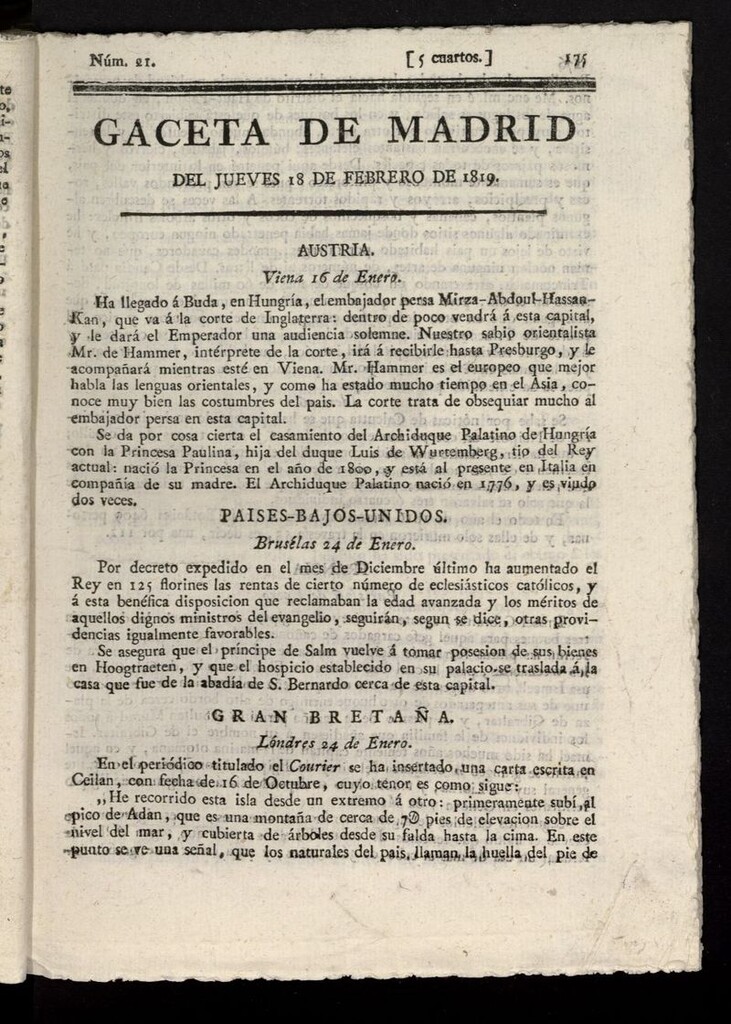 Núm. 21. [5 cuartos.] 175
GACETA DE MADRID
DEL JUEVES 18 DE FEBRERO DE 1819.
AUSTRIA.
Viena 16 de Enero.
Ha llegado á Buda, en Hungría, el embajador persa Mirza-Abdoul-Hassan-
Kan, que va á la corte de Inglaterra: dentro de poco vendrá á esta capital,
y le dará el Emperador una audiencia solemne. Nuestro sabio orientalista
Mr. de Hammer, intérprete de la corte, irá á recibirle hasta Presburgo, y le
acompañará mientras esté en Viena. Mr. Hammer es el europeo que mejor
habla las lenguas orientales, y como ha estado mucho tiempo en el Asia, co-
noce muy bien las costumbres del pais. La corte trata de obsequiar mucho al
embajador persa en esta capital.
Se da por cosa cierta el casamiento del Archiduque Palatino de Hungría
con la Princesa Paulina, hija del duque Luis de Wurtemberg, tio del Rey
actual: nació la Princesa en el año de 1800, y está al presente en Italia en
compañía de su madre. El Archiduque Palatino nació en 1776, y es viudo
dos veces.
PAISES-BAJOS-UNIDOS.
Brusélas 24 de Enero.
Por decreto expedido en el mes de Diciembre último ha aumentado el
Rey en 125 florines las rentas de cierto número de eclesiásticos católicos, y
á esta benéfica disposicion que reclamaban la edad avanzada y los méritos de
aquellos dignos ministros del evangelio, seguirán, segun se dice, otras provi-
dencias igualmente favorables.
Se asegura que el príncipe de Salm vuelve á tomar posesion de sus bienes
en Hoogtraeten, y que el hospicio establecido en su palacio se traslada á la
casa que fue de la abadía de S. Bernardo cerca de esta capital.
GRAN BRETAÑA.
Lóndres 24 de Enero.
En el periódico titulado el Courier se ha insertado una carta escrita en
Ceilan, con fecha de 16 de Octubre, cuyo tenor es como sigue:
„He recorrido esta isla desde un extremo á otro: primeramente subí al
pico de Adan, que es una montaña de cerca de pies de elevacion sobre el
nivel del mar, y cubierta de árboles desde su falda hasta la cima. En este
punto se ve una señal, que los naturales del pais llaman la huella del pie de